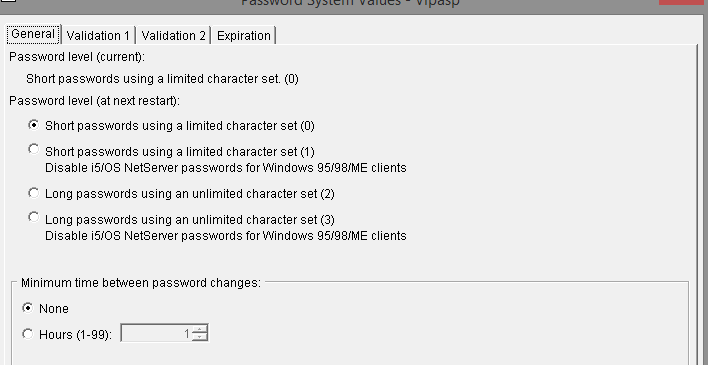 Password System Values - Vipasp
General Validation 1 Validation 2 Expiration
Password level (current):
Short passwords using a limited character set. (0)
Password level (at next restart):
Short passwords using a limited character set (0)
Short passwords using a limited character set (1)
Disable i5/OS NetServer passwords for Windows 95/98/ME clients
Long passwords using an unlimited character set (2)
Long passwords using an unlimited character set (3)
Disable i5/OS NetServer passwords for Windows 95/98/ME clients
Minimum time between password changes:
None
Hours (1-99): 1